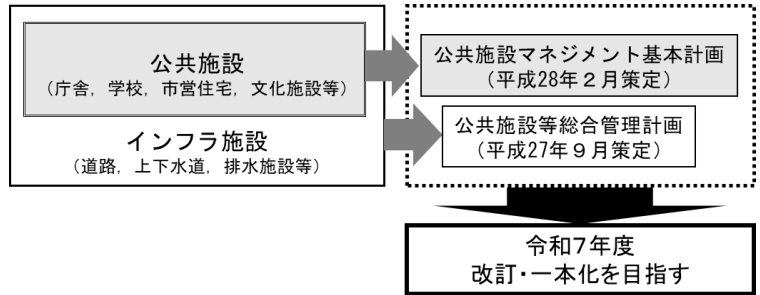 公共施設
（庁舎，学校，市営住宅，文化施設等）
インフラ施設
（道路，上下水道，排水施設等）
公共施設マネジメント基本計画
（平成28年２月策定）
公共施設等総合管理計画
（平成27年９月策定）
令和７年度
改訂・一本化を目指す